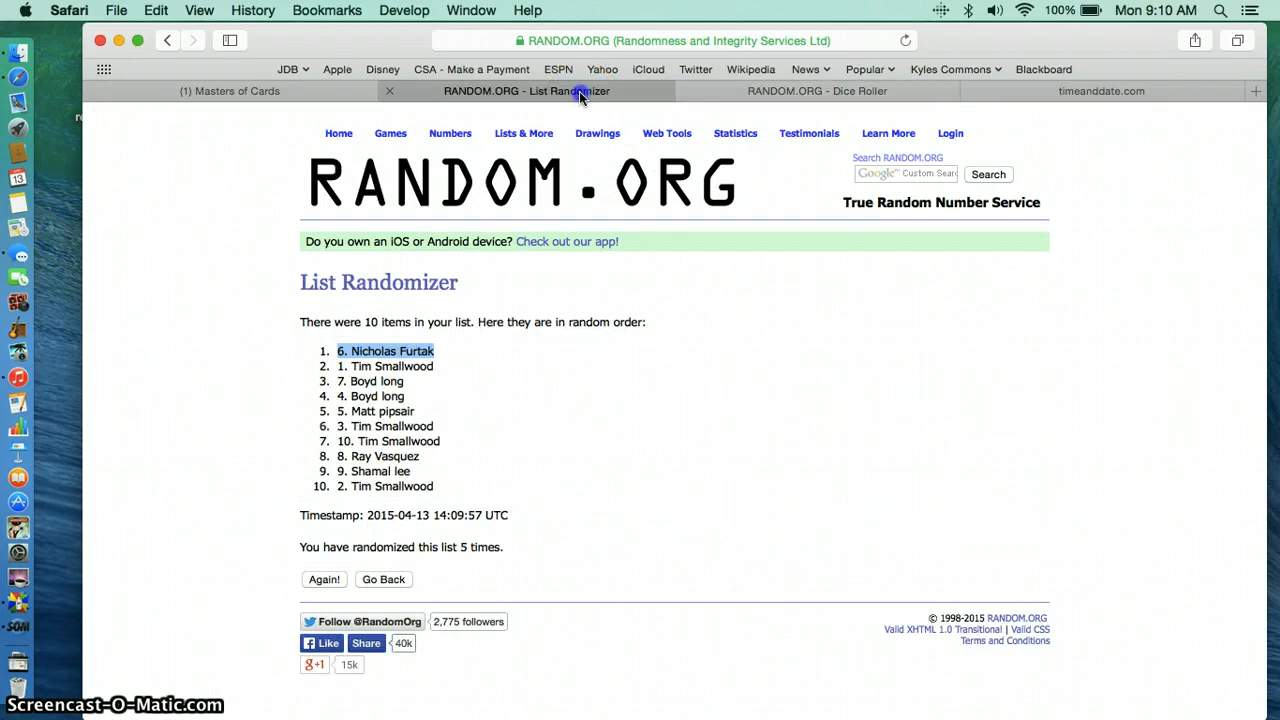 Safari File Edit View History Bookmarks Develop Window Help 100% Mon 9:10 AM
RANDOM.ORG (Randomness and Integrity Services Ltd)
JDB Apple Disney CSA - Make a Payment ESPN Yahoo iCloud Twitter Wikipedia News Popular Kyles Commons Blackboard
(1) Masters of Cards RANDOM.ORG - List Randomizer RANDOM.ORG - Dice Roller timeanddate.com
Home Games Numbers Lists & More Drawings Web Tools Statistics Testimonials Learn More Login
RANDOM.ORG
Search RANDOM.ORG
Google™ Custom Sear Search
True Random Number Service
Do you own an iOS or Android device? Check out our app!
List Randomizer
There were 10 items in your list. Here they are in random order:
1. 6. Nicholas Furtak
2. 1. Tim Smallwood
3. 7. Boyd long
4. 4. Boyd long
5. 5. Matt pipsair
6. 3. Tim Smallwood
7. 10. Tim Smallwood
8. 8. Ray Vasquez
9. 9. Shamal lee
10. 2. Tim Smallwood
Timestamp: 2015-04-13 14:09:57 UTC
You have randomized this list 5 times.
Again! Go Back
Follow @RandomOrg 2,775 followers
Like Share 40k
g+1 15k
© 1998-2015 RANDOM.ORG
Valid XHTML 1.0 Transitional | Valid CSS
Terms and Conditions
Screencast-O-Matic.com